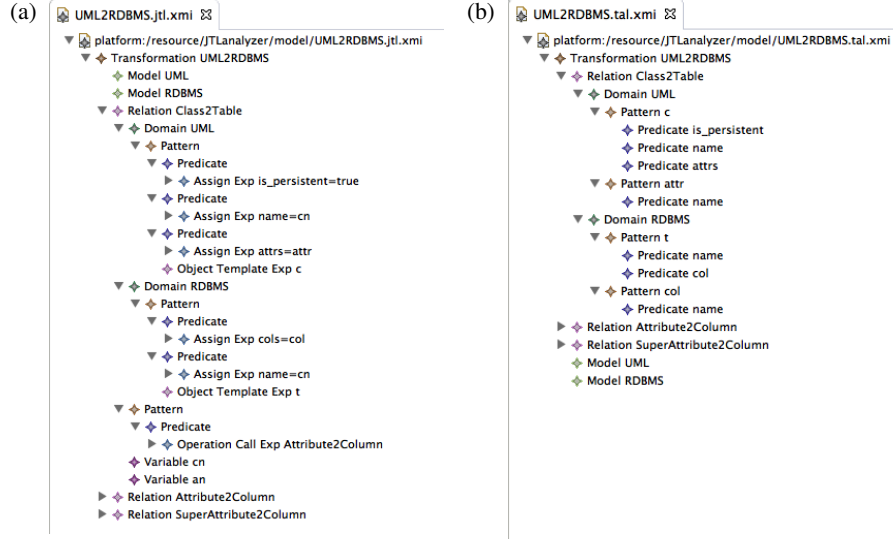 (a)
UML2RDBMS.jtl.xmi
platform:/resource/JTLanalyzer/model/UML2RDBMS.jtl.xmi
Transformation UML2RDBMS
Model UML
Model RDBMS
Relation Class2Table
Domain UML
Pattern
Predicate
Assign Exp is_persistent=true
Predicate
Assign Exp name=cn
Predicate
Assign Exp attrs=attr
Object Template Exp c
Domain RDBMS
Pattern
Predicate
Assign Exp cols=col
Predicate
Assign Exp name=cn
Object Template Exp t
Pattern
Predicate
Operation Call Exp Attribute2Column
Variable cn
Variable an
Relation Attribute2Column
Relation SuperAttribute2Column
(b)
UML2RDBMS.tal.xmi
platform:/resource/JTLanalyzer/model/UML2RDBMS.tal.xmi
Transformation UML2RDBMS
Relation Class2Table
Domain UML
Pattern c
Predicate is_persistent
Predicate name
Predicate attrs
Pattern attr
Predicate name
Domain RDBMS
Pattern t
Predicate name
Predicate col
Pattern col
Predicate name
Relation Attribute2Column
Relation SuperAttribute2Column
Model UML
Model RDBMS